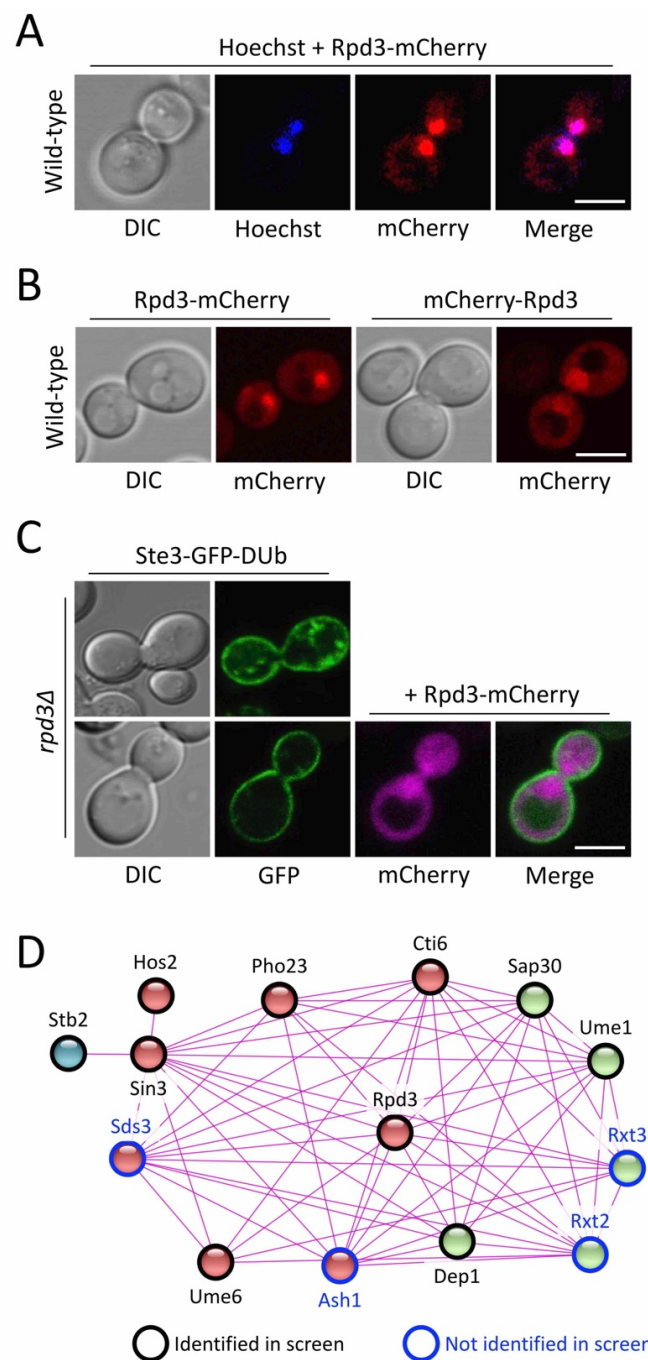 A
Hoechst + Rpd3-mCherry
Wild-type
DIC Hoechst mCherry Merge
B
Rpd3-mCherry mCherry-Rpd3
Wild-type
DIC mCherry DIC mCherry
C
Ste3-GFP-DUb
rpd3Δ
+ Rpd3-mCherry
DIC GFP mCherry Merge
D
Cti6
Hos2 Pho23 Sap30
Stb2 Ume1
Sin3
Rpd3
Sds3 Rxt3
Rxt2
Ume6 Ash1 Dep1
Identified in screen Not identified in screen